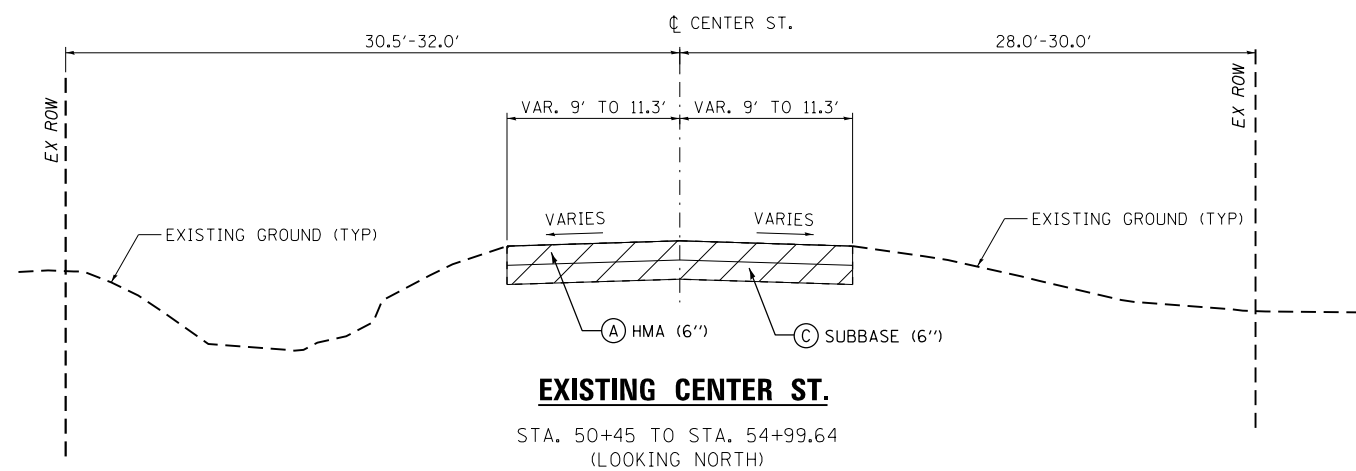 ℄ CENTER ST.
30.5'-32.0'
28.0'-30.0'
EX ROW
EX ROW
VAR. 9' TO 11.3'
VAR. 9' TO 11.3'
VARIES
VARIES
EXISTING GROUND (TYP)
EXISTING GROUND (TYP)
A HMA (6'')
C SUBBASE (6'')
EXISTING CENTER ST.
STA. 50+45 TO STA. 54+99.64
(LOOKING NORTH)